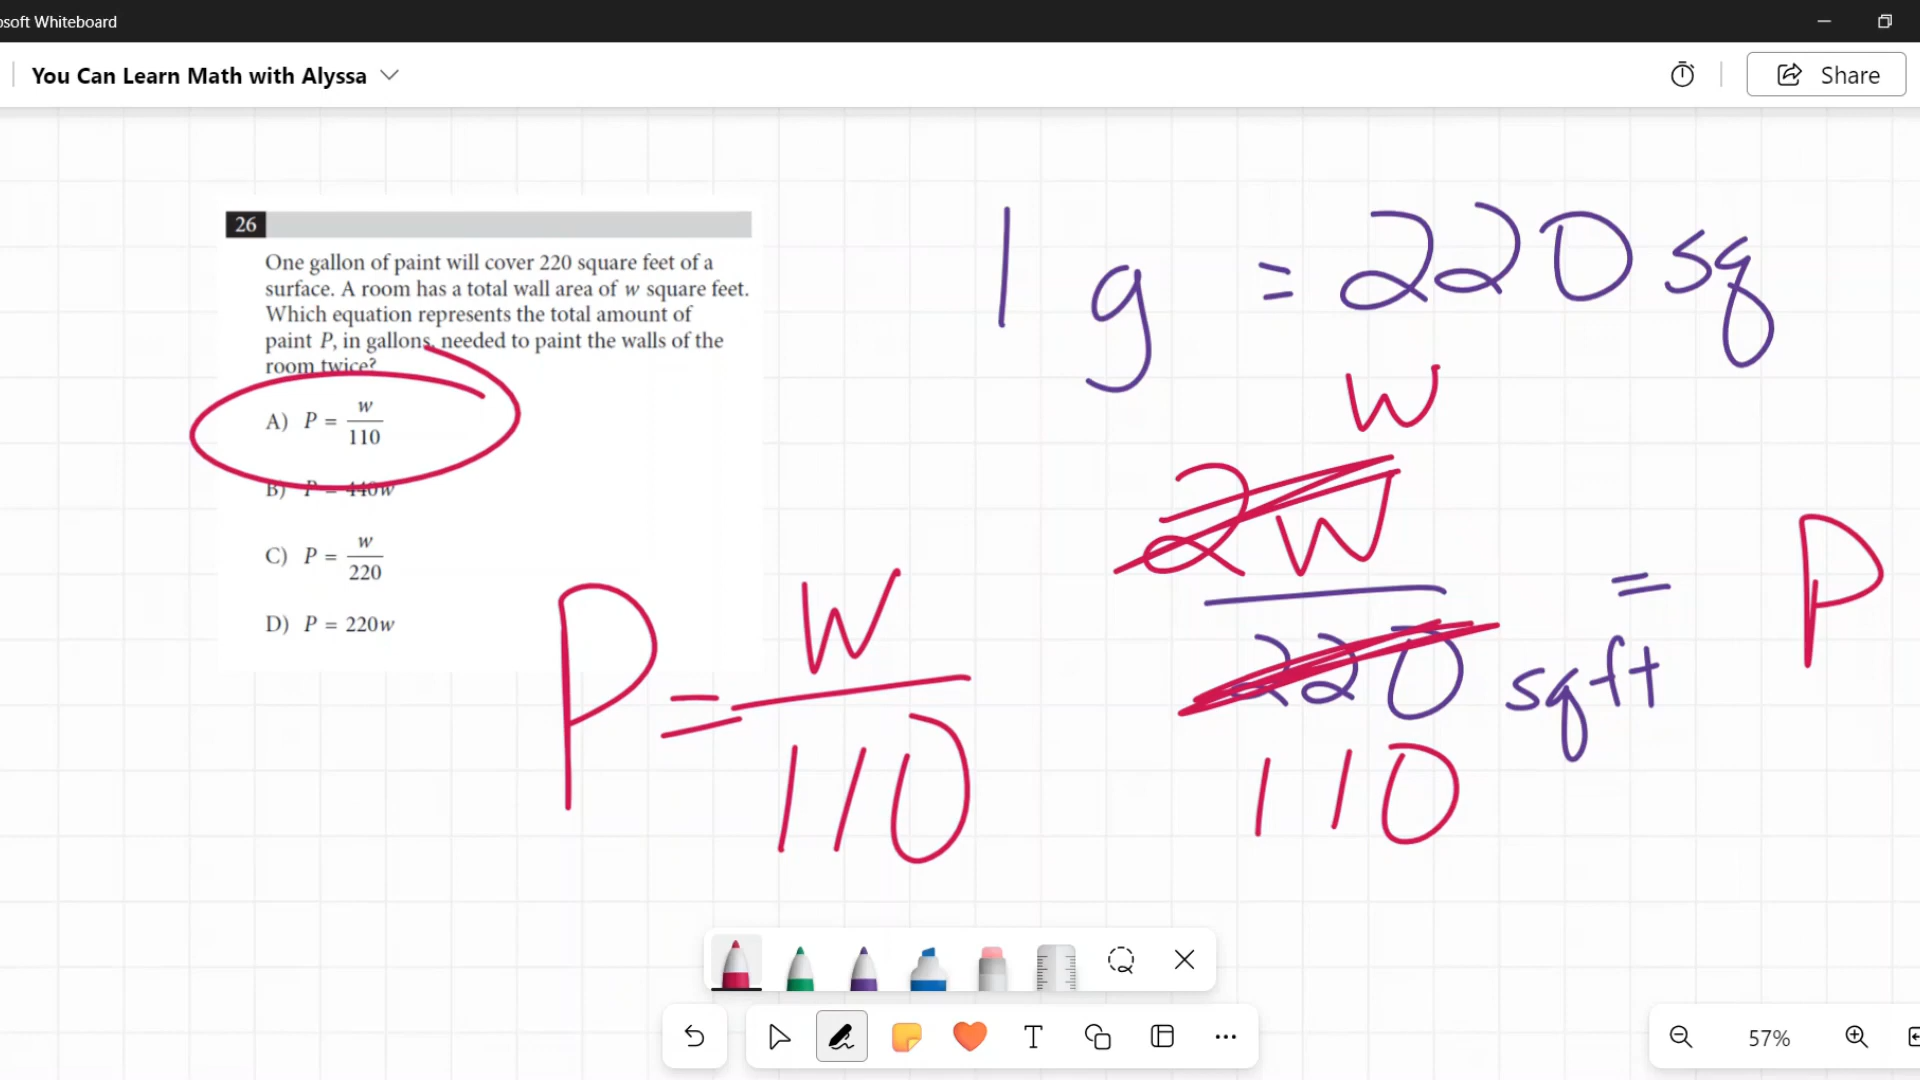 osoft Whiteboard
You Can Learn Math with Alyssa
Share
26
One gallon of paint will cover 220 square feet of a
surface. A room has a total wall area of w square feet.
Which equation represents the total amount of
paint P, in gallons, needed to paint the walls of the
room twice?
A) P = w/110
B) P = 440w
C) P = w/220
D) P = 220w
1 g = 220 sq
w
2w
220 sqft = P
110
P = w/110
57%